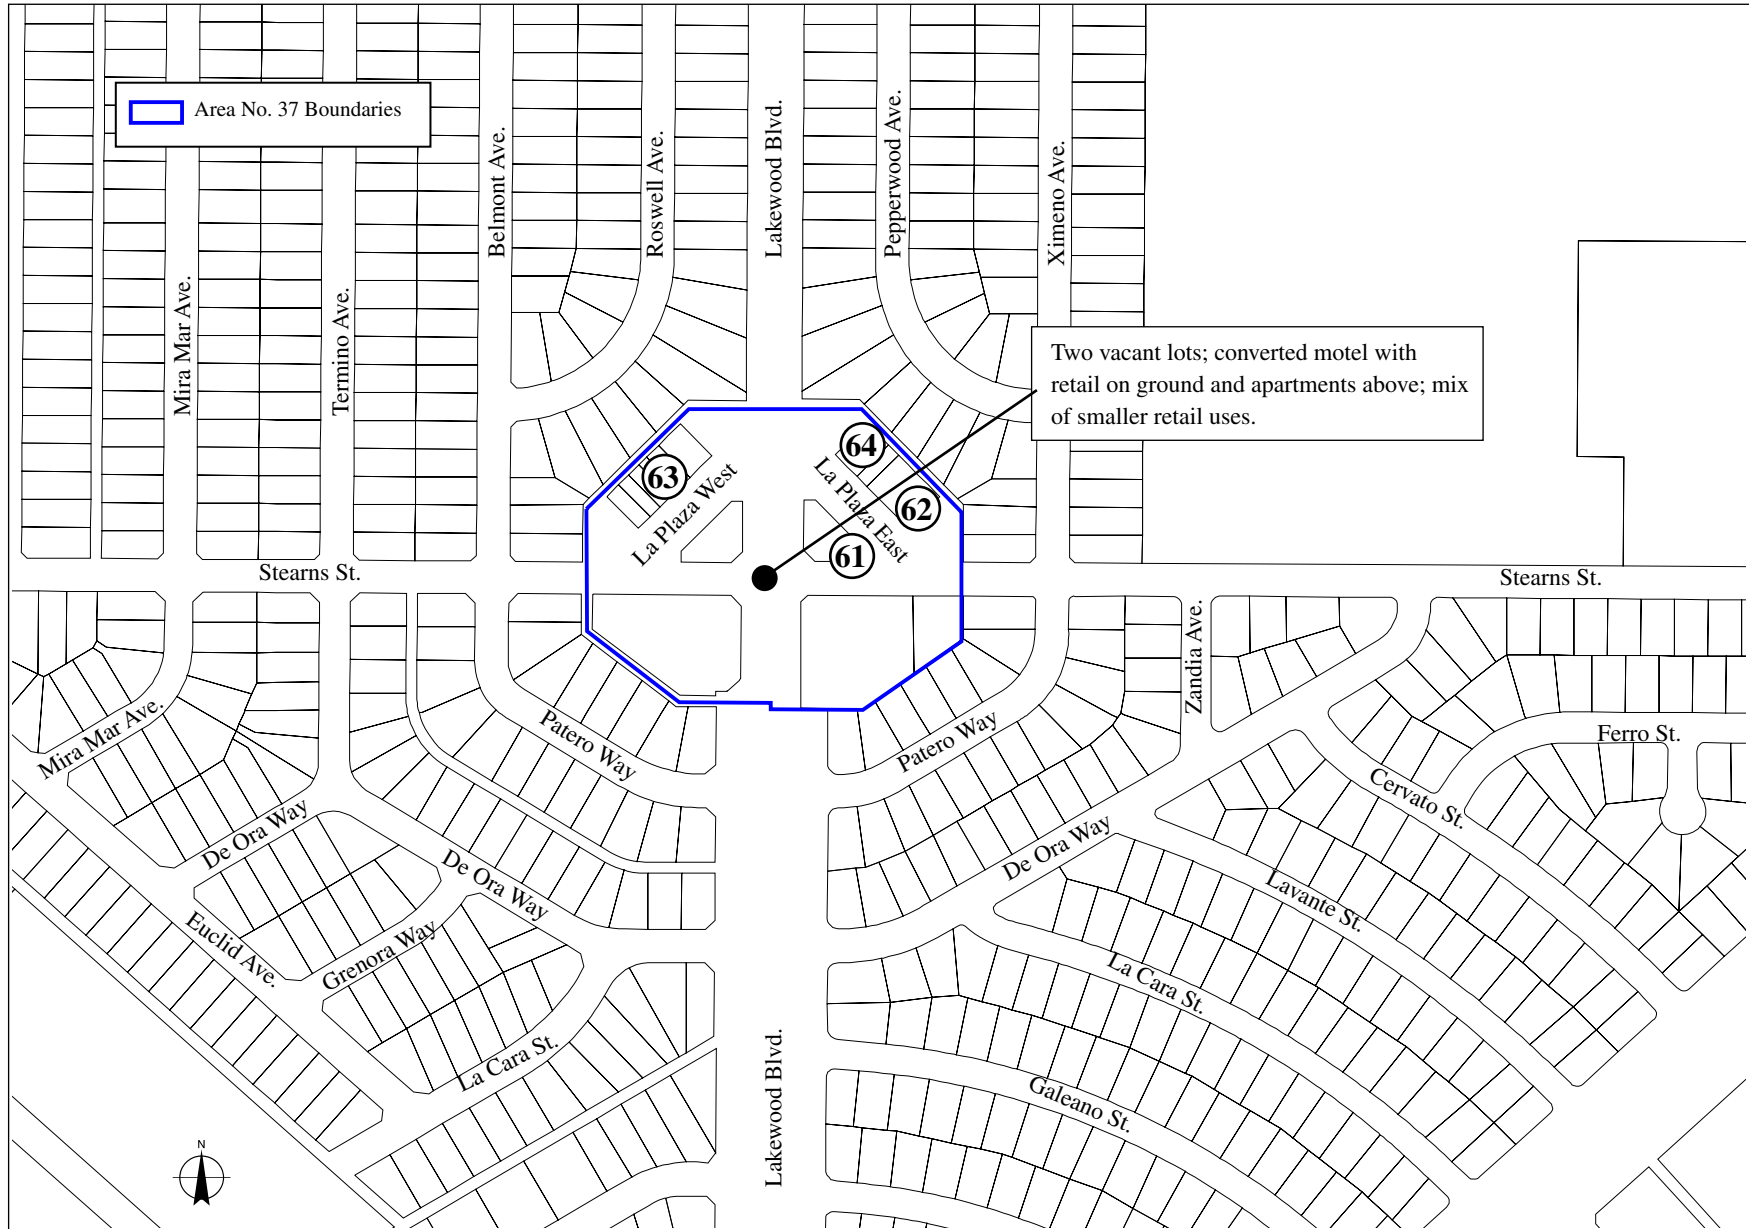 Area No. 37 Boundaries
Mira Mar Ave.
Termino Ave.
Belmont Ave.
Roswell Ave.
Lakewood Blvd.
Pepperwood Ave.
Ximeno Ave.
Two vacant lots; converted motel with
retail on ground and apartments above; mix
of smaller retail uses.
64
63
62
61
La Plaza West
La Plaza East
Stearns St.
Stearns St.
Zandia Ave.
Mira Mar Ave.
Patero Way
Patero Way
Ferro St.
Cervato St.
De Ora Way
De Ora Way
De Ora Way
Lavante St.
Euclid Ave.
Grenora Way
La Cara St.
La Cara St.
Galeano St.
Lakewood Blvd.
N